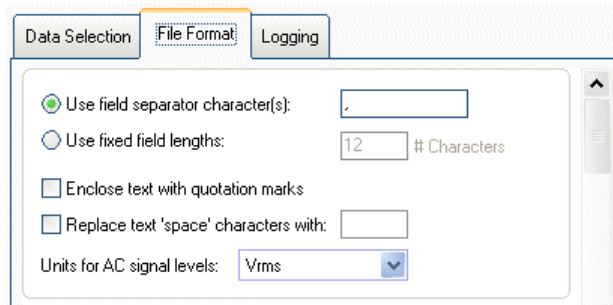 Data Selection File Format Logging
Use field separator character(s): ,
Use fixed field lengths: 12 # Characters
Enclose text with quotation marks
Replace text 'space' characters with:
Units for AC signal levels: Vrms